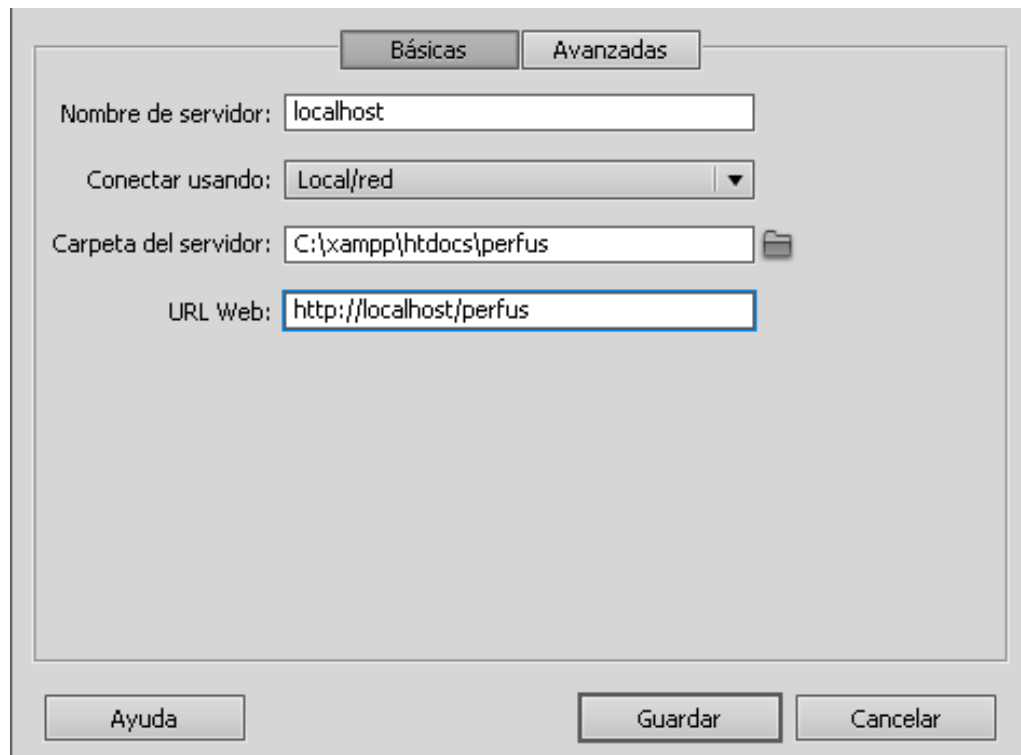 Básicas Avanzadas
Nombre de servidor: localhost
Conectar usando: Local/red
Carpeta del servidor: C:\xampp\htdocs\perfus
URL Web: http://localhost/perfus
Ayuda Guardar Cancelar